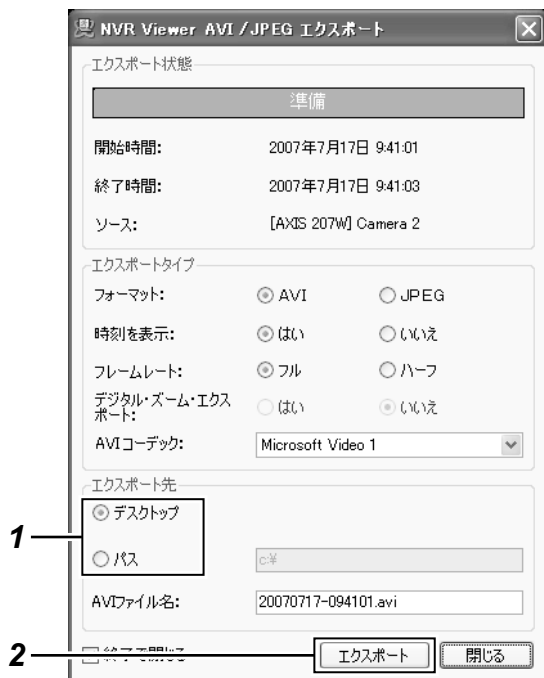 NVR Viewer AVI /JPEG エクスポート
エクスポート状態
準備
開始時間: 2007年7月17日 9:41:01
終了時間: 2007年7月17日 9:41:03
ソース: [AXIS 207W] Camera 2
エクスポートタイプ
フォーマット: AVI JPEG
時刻を表示: はい いいえ
フレームレート: フル ハーフ
デジタル・ズーム・エクス
ポート: はい いいえ
AVIコーデック: Microsoft Video 1
エクスポート先
デスクトップ
1
パス c:¥
AVIファイル名: 20070717-094101.avi
2 終了で閉じる エクスポート 閉じる